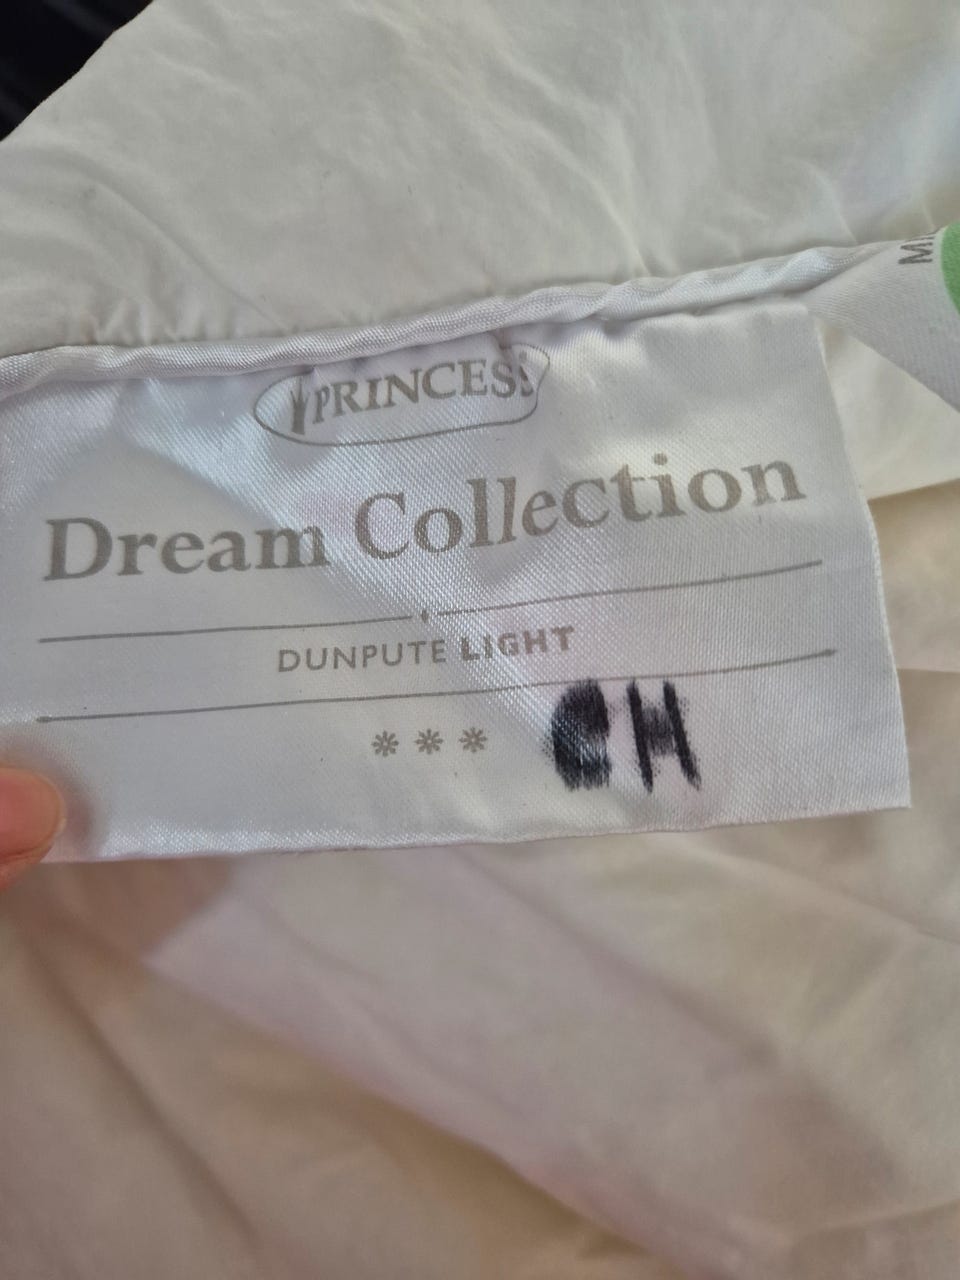 PRINCESS
Dream Collection
DUNPUTE LIGHT
*** CH